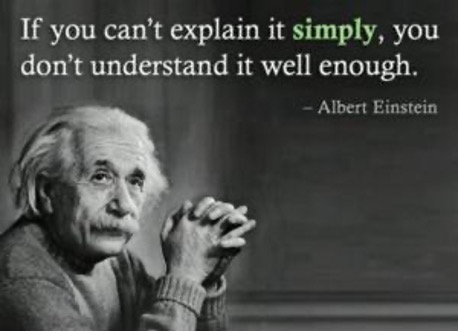 If you can't explain it simply, you
don't understand it well enough.
– Albert Einstein